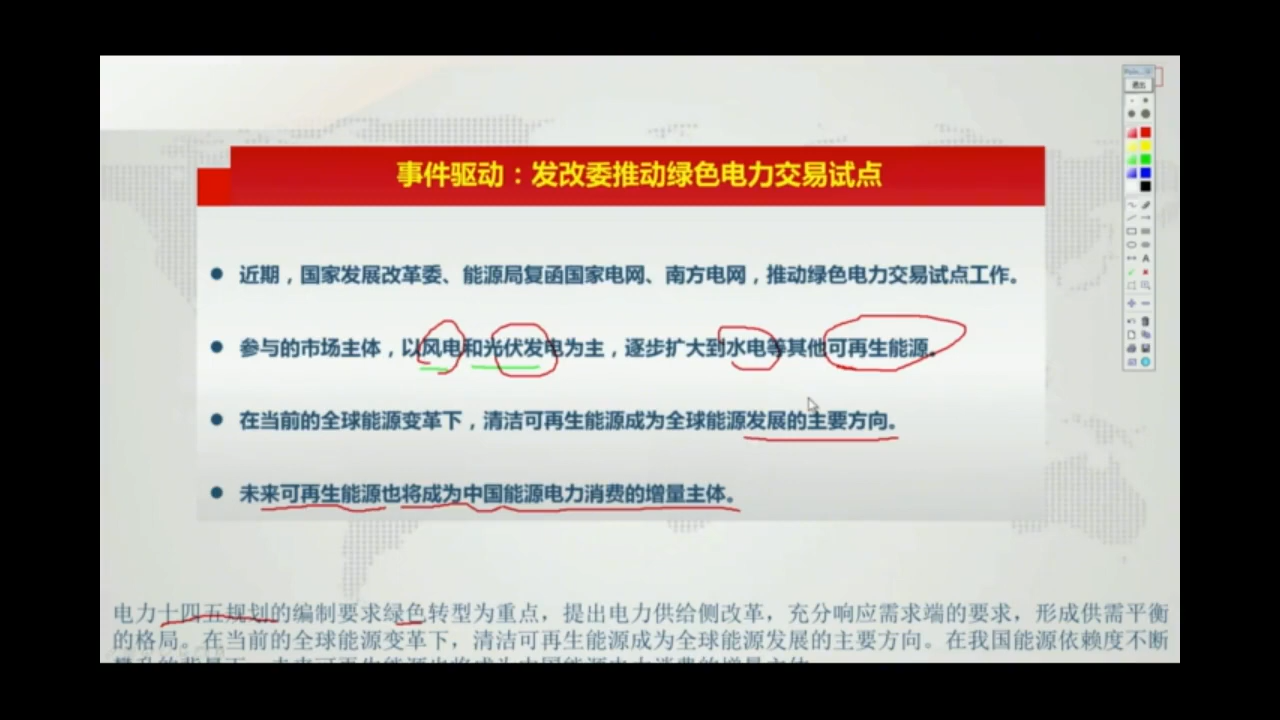 事件驱动：发改委推动绿色电力交易试点
近期，国家发展改革委、能源局复函国家电网、南方电网，推动绿色电力交易试点工作。
参与的市场主体，以风电和光伏发电为主，逐步扩大到水电等其他可再生能源。
在当前的全球能源变革下，清洁可再生能源成为全球能源发展的主要方向。
未来可再生能源也将成为中国能源电力消费的增量主体。
电力十四五规划的编制要求绿色转型为重点，提出电力供给侧改革，充分响应需求端的要求，形成供需平衡
的格局。在当前的全球能源变革下，清洁可再生能源成为全球能源发展的主要方向。在我国能源依赖度不断